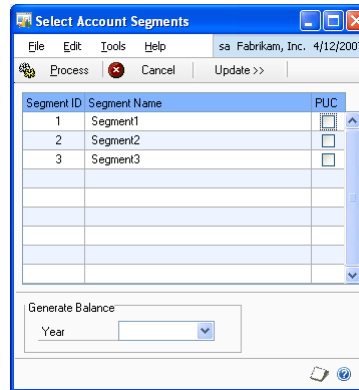 Select Account Segments
File Edit Tools Help sa Fabrikam, Inc. 4/12/2007
Process Cancel Update >>
Segment ID Segment Name PUC
1 Segment1
2 Segment2
3 Segment3
Generate Balance
Year